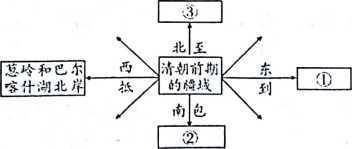 ③
北至
葱岭和巴尔
喀什湖北岸
西
抵
清朝前期
的疆域
东
到
①
南包
②